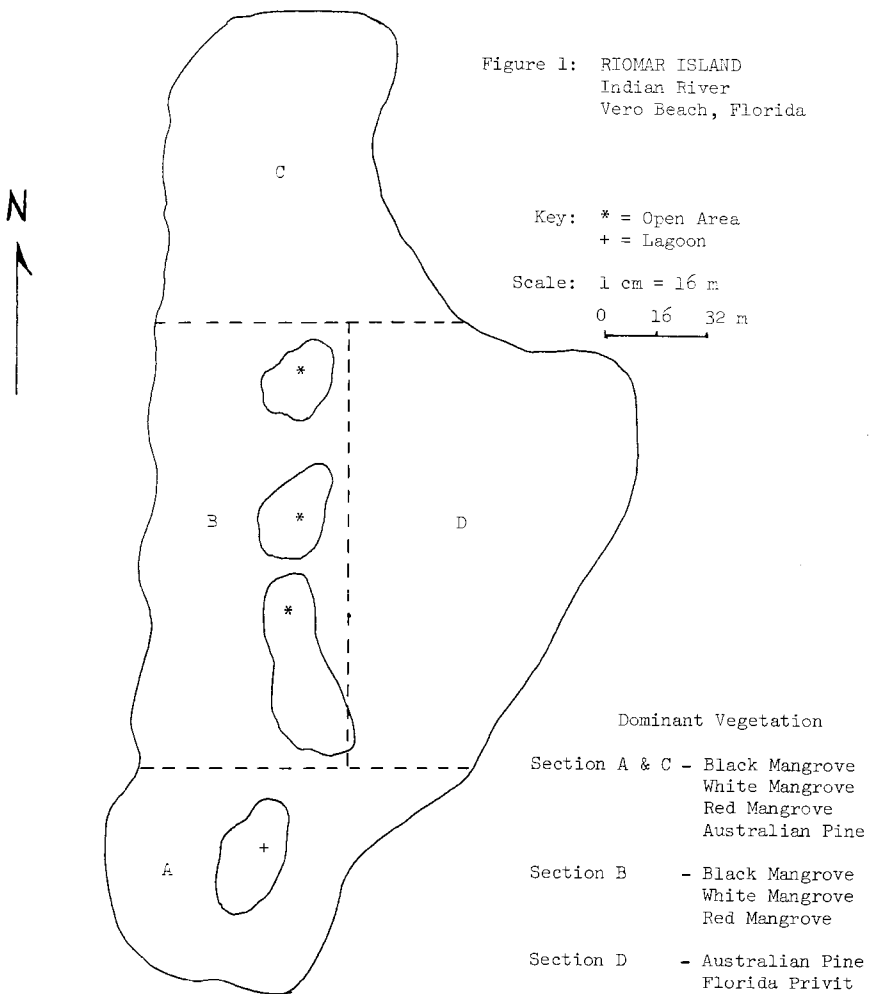 Figure 1: RIOMAR ISLAND
Indian River
Vero Beach, Florida
N
C
Key: * = Open Area
+ = Lagoon
Scale: 1 cm = 16 m
0 16 32 m
*
B
*
D
*
Dominant Vegetation
Section A & C - Black Mangrove
White Mangrove
Red Mangrove
Australian Pine
+
A
Section B - Black Mangrove
White Mangrove
Red Mangrove
Section D - Australian Pine
Florida Privit